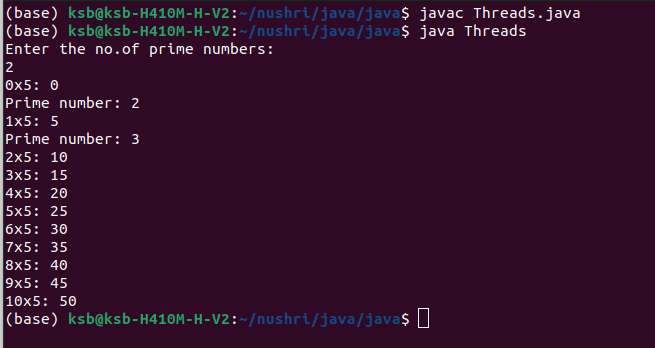 (base) ksb@ksb-H410M-H-V2:~/nushri/java/java$ javac Threads.java
(base) ksb@ksb-H410M-H-V2:~/nushri/java/java$ java Threads
Enter the no.of prime numbers:
2
0x5: 0
Prime number: 2
1x5: 5
Prime number: 3
2x5: 10
3x5: 15
4x5: 20
5x5: 25
6x5: 30
7x5: 35
8x5: 40
9x5: 45
10x5: 50
(base) ksb@ksb-H410M-H-V2:~/nushri/java/java$